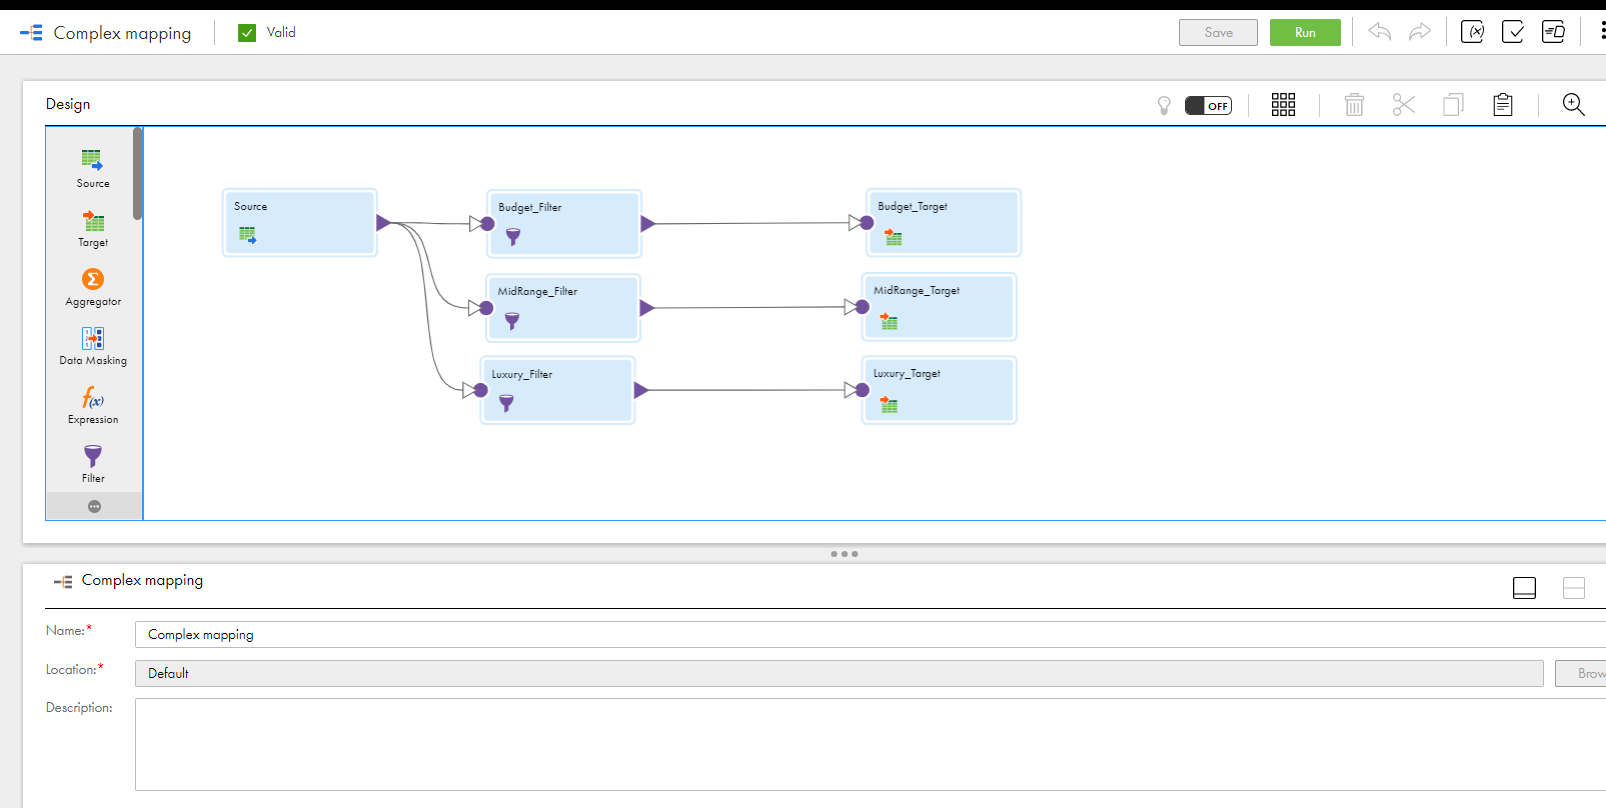 Complex mapping
Valid
Save
Run
Design
OFF
Source
Target
Aggregator
Data Masking
Expression
Filter
Source
Budget_Filter
Budget_Target
MidRange_Filter
MidRange_Target
Luxury_Filter
Luxury_Target
Complex mapping
Name:*
Complex mapping
Location:*
Default
Brow
Description: